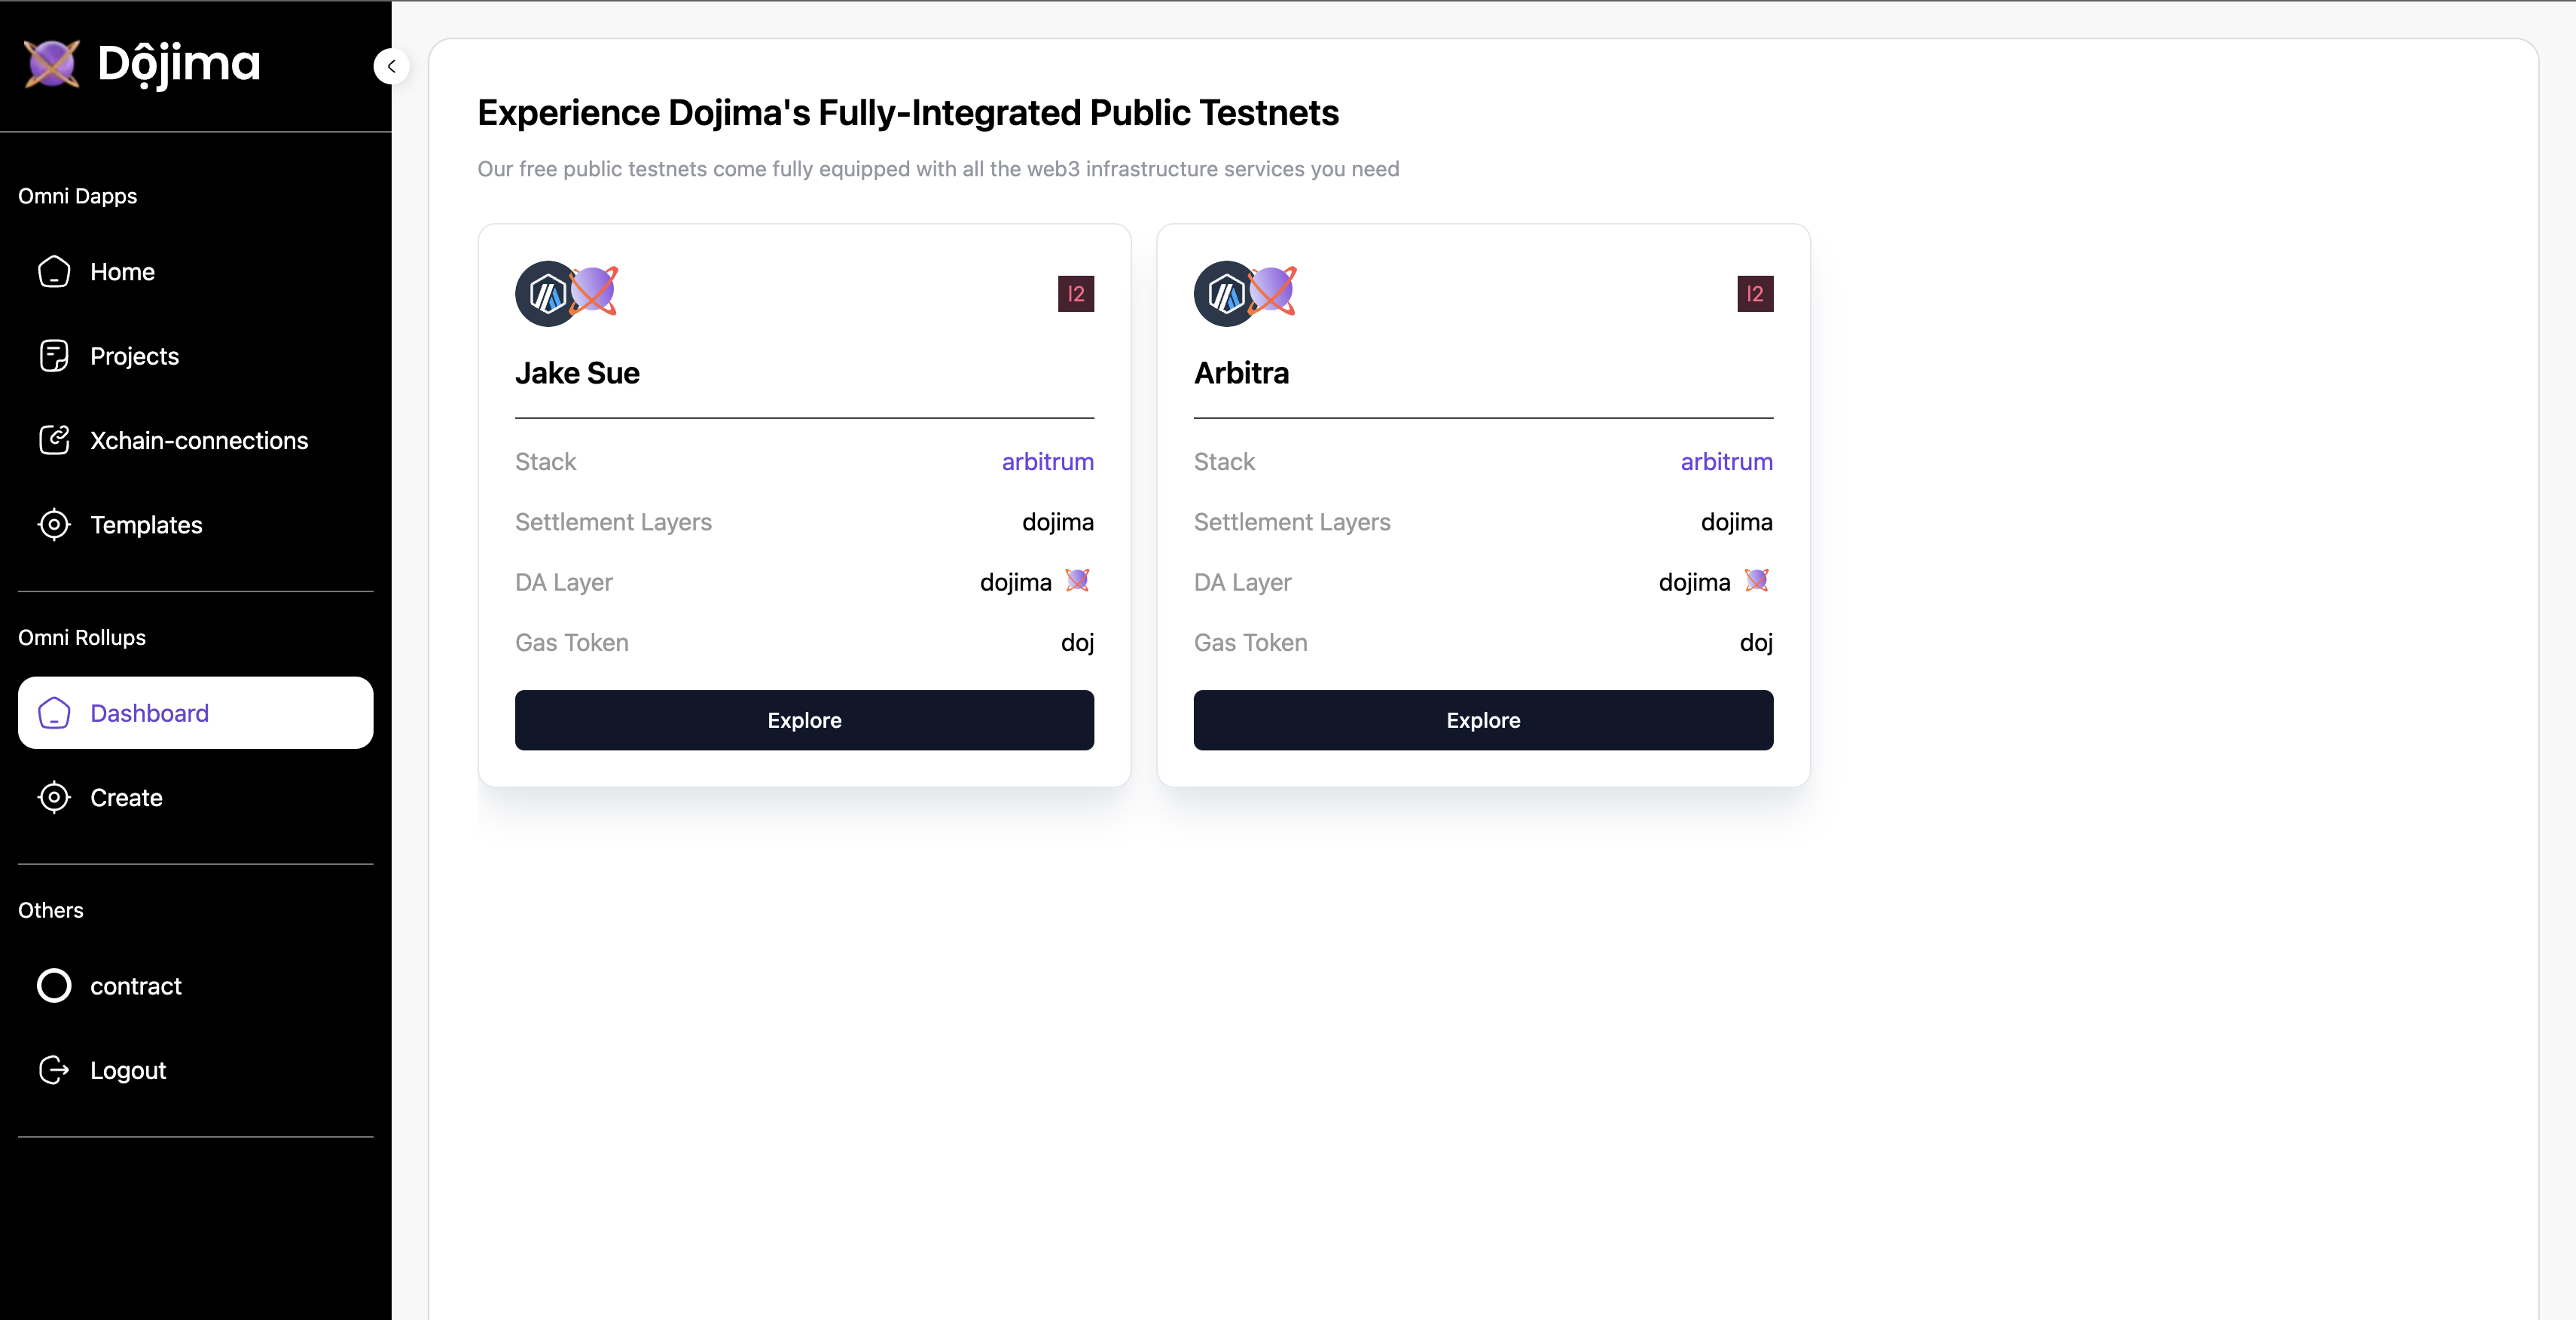 Dộjima
Omni Dapps
Home
Projects
Xchain-connections
Templates
Omni Rollups
Dashboard
Create
Others
contract
Logout
Experience Dojima's Fully-Integrated Public Testnets
Our free public testnets come fully equipped with all the web3 infrastructure services you need
l2
Jake Sue
Stack arbitrum
Settlement Layers dojima
DA Layer dojima
Gas Token doj
Explore
l2
Arbitra
Stack arbitrum
Settlement Layers dojima
DA Layer dojima
Gas Token doj
Explore